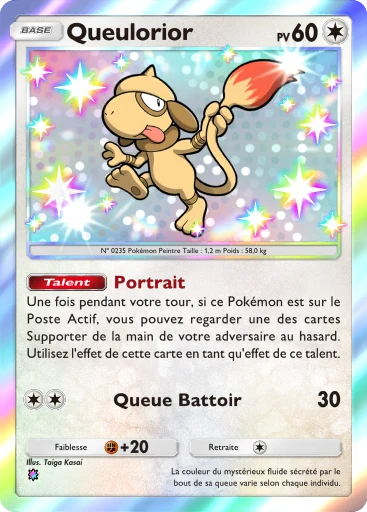 BASE Queulorior PV 60
N° 0235 Pokémon Peintre Taille : 1,2 m Poids : 58,0 kg
Talent Portrait
Une fois pendant votre tour, si ce Pokémon est sur le
Poste Actif, vous pouvez regarder une des cartes
Supporter de la main de votre adversaire au hasard.
Utilisez l'effet de cette carte en tant qu'effet de ce talent.
Queue Battoir 30
Faiblesse +20 Retraite
Illus. Taiga Kasai
La couleur du mystérieux fluide sécrété par le
bout de sa queue varie selon chaque individu.